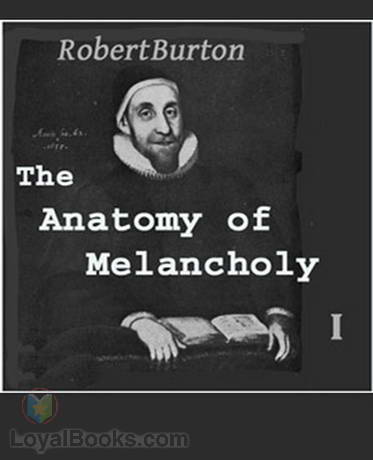 RobertBurton
The
Anatomy of
Melancholy
I
LoyalBooks.com